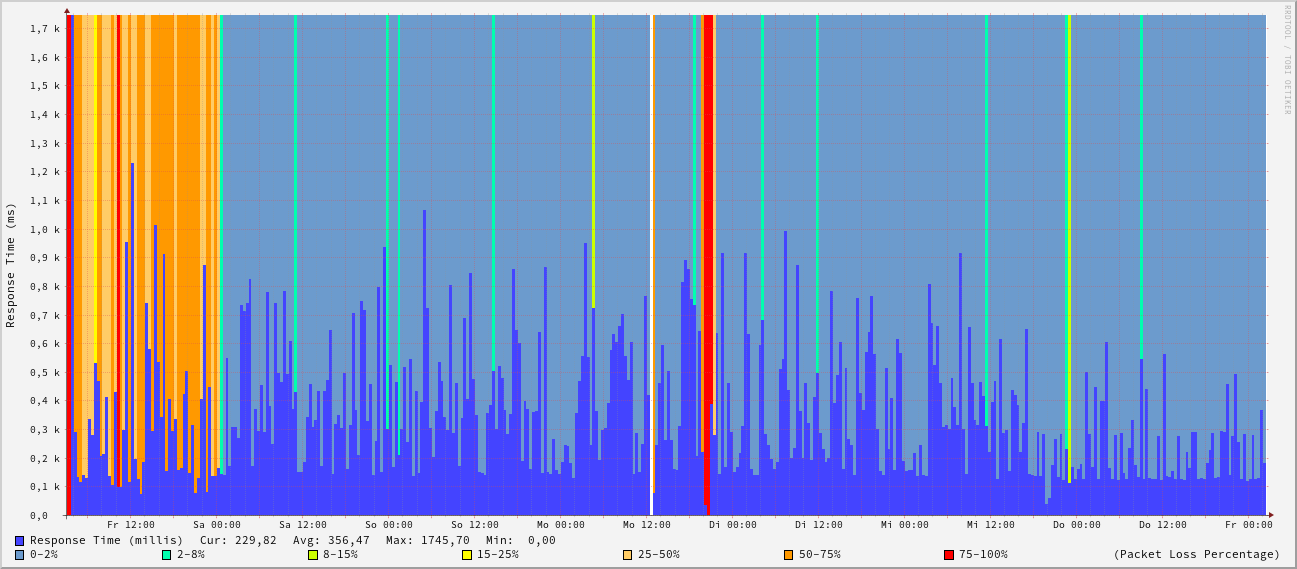 RRDTOOL / TOBI OETIKER
Response Time (ms)
1,7 k
1,6 k
1,5 k
1,4 k
1,3 k
1,2 k
1,1 k
1,0 k
0,9 k
0,8 k
0,7 k
0,6 k
0,5 k
0,4 k
0,3 k
0,2 k
0,1 k
0,0
Fr 12:00 Sa 00:00 Sa 12:00 So 00:00 So 12:00 Mo 00:00 Mo 12:00 Di 00:00 Di 12:00 Mi 00:00 Mi 12:00 Do 00:00 Do 12:00 Fr 00:00
Response Time (millis) Cur: 229,82 Avg: 356,47 Max: 1745,70 Min: 0,00
0-2% 2-8% 8-15% 15-25% 25-50% 50-75% 75-100% (Packet Loss Percentage)